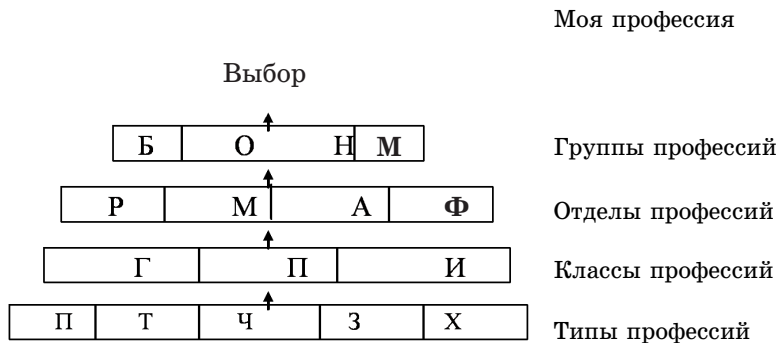 Моя профессия
Выбор
Б О Н М Группы профессий
Р М А Ф Отделы профессий
Г П И Классы профессий
П Т Ч З Х Типы профессий